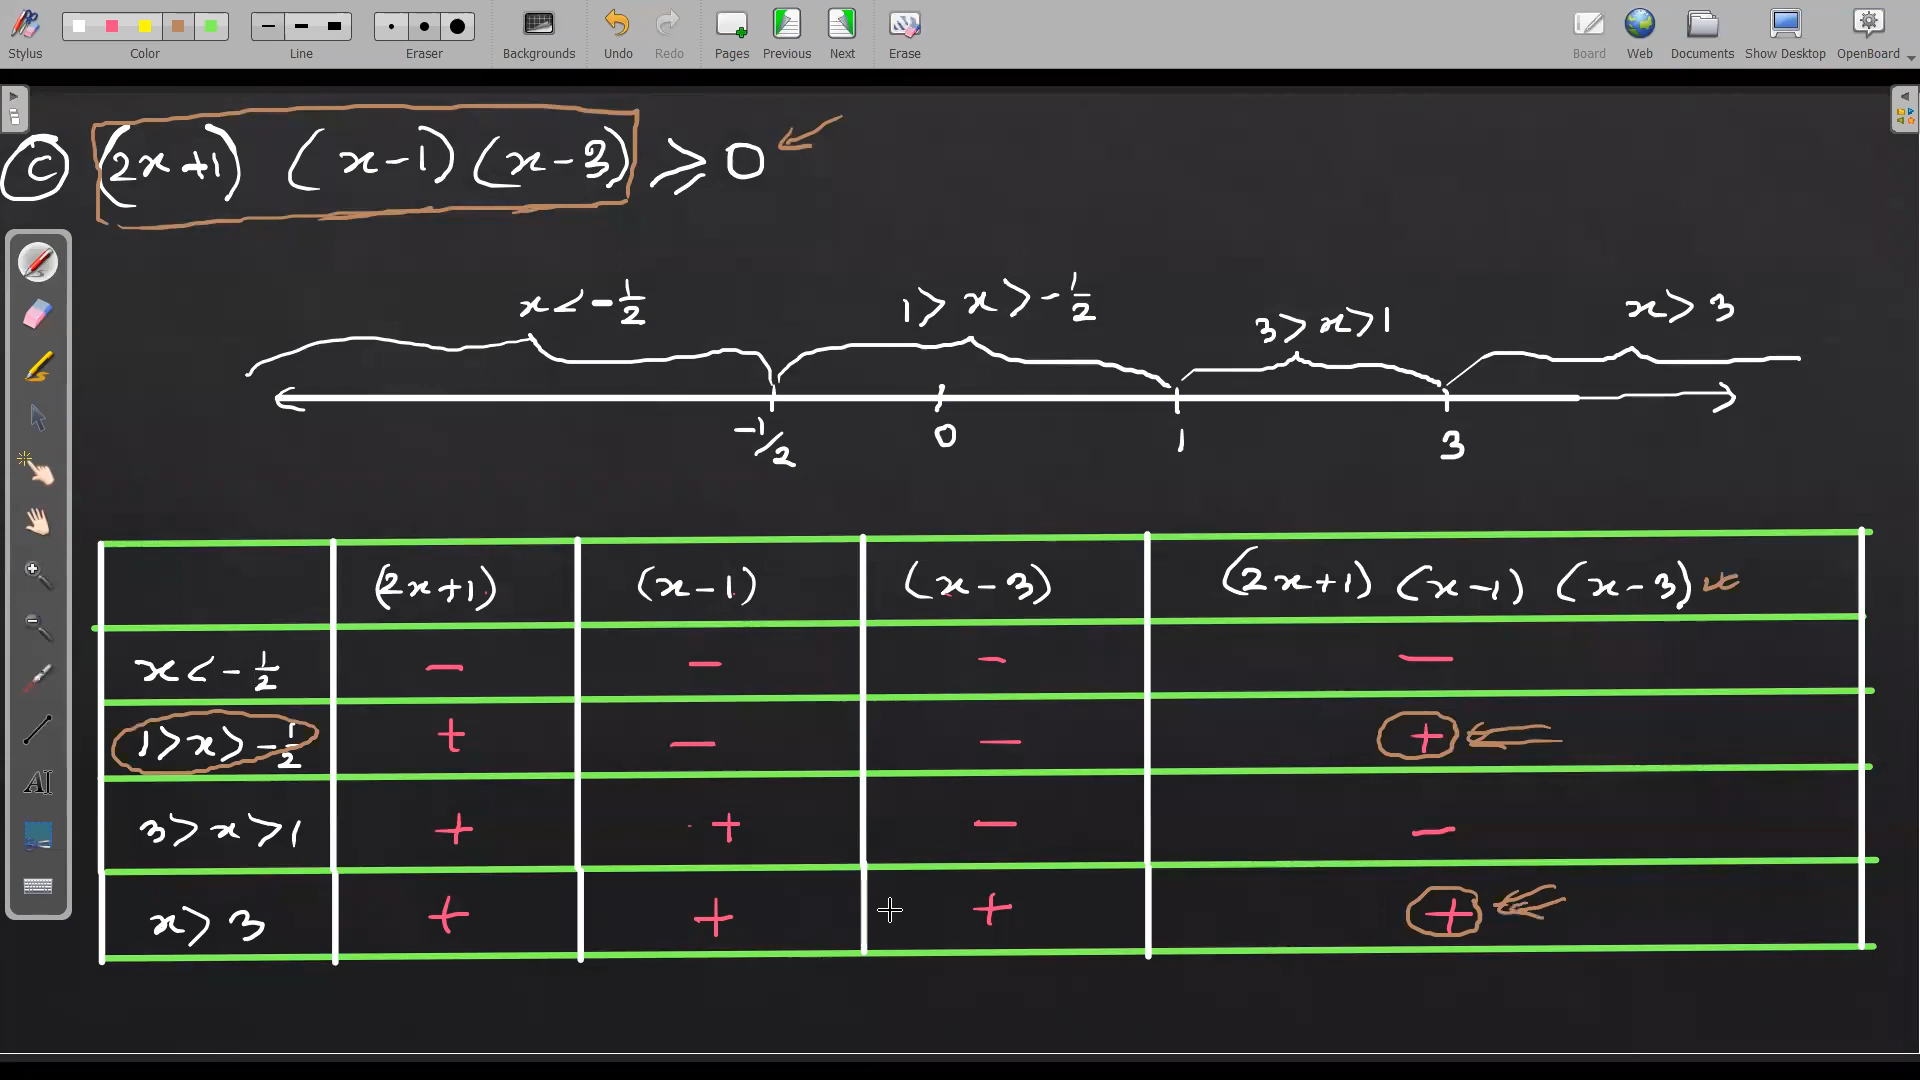 Stylus Color Line Eraser Backgrounds Undo Redo Pages Previous Next Erase Board Web Documents Show Desktop OpenBoard
C (2x+1) (x-1) (x-3) ⩾ 0
x < -1/2 1 > x > -1/2 3 > x > 1 x > 3
-1/2 0 1 3
(2x+1) (x-1) (x-3) (2x+1) (x-1) (x-3)
x < -1/2 - - - -
1 > x > -1/2 + - - +
3 > x > 1 + + - -
x > 3 + + + +
AI